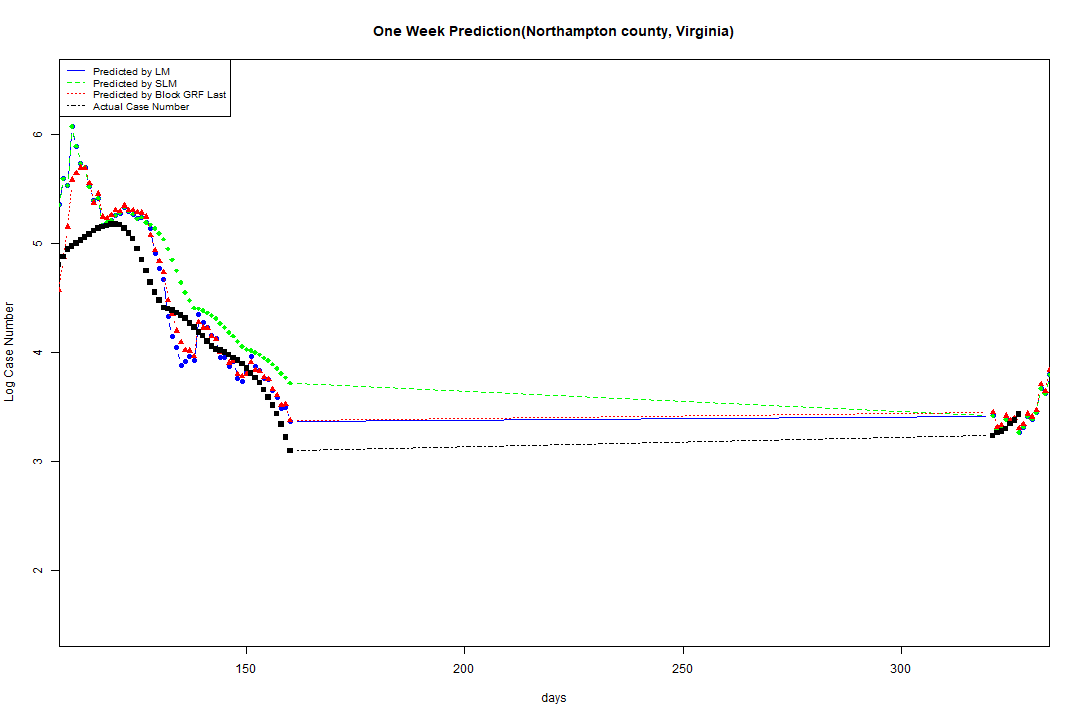 One Week Prediction(Northampton county, Virginia)
Predicted by LM
Predicted by SLM
Predicted by Block GRF Last
Actual Case Number
6
5
4
3
2
Log Case Number
150 200 250 300
days